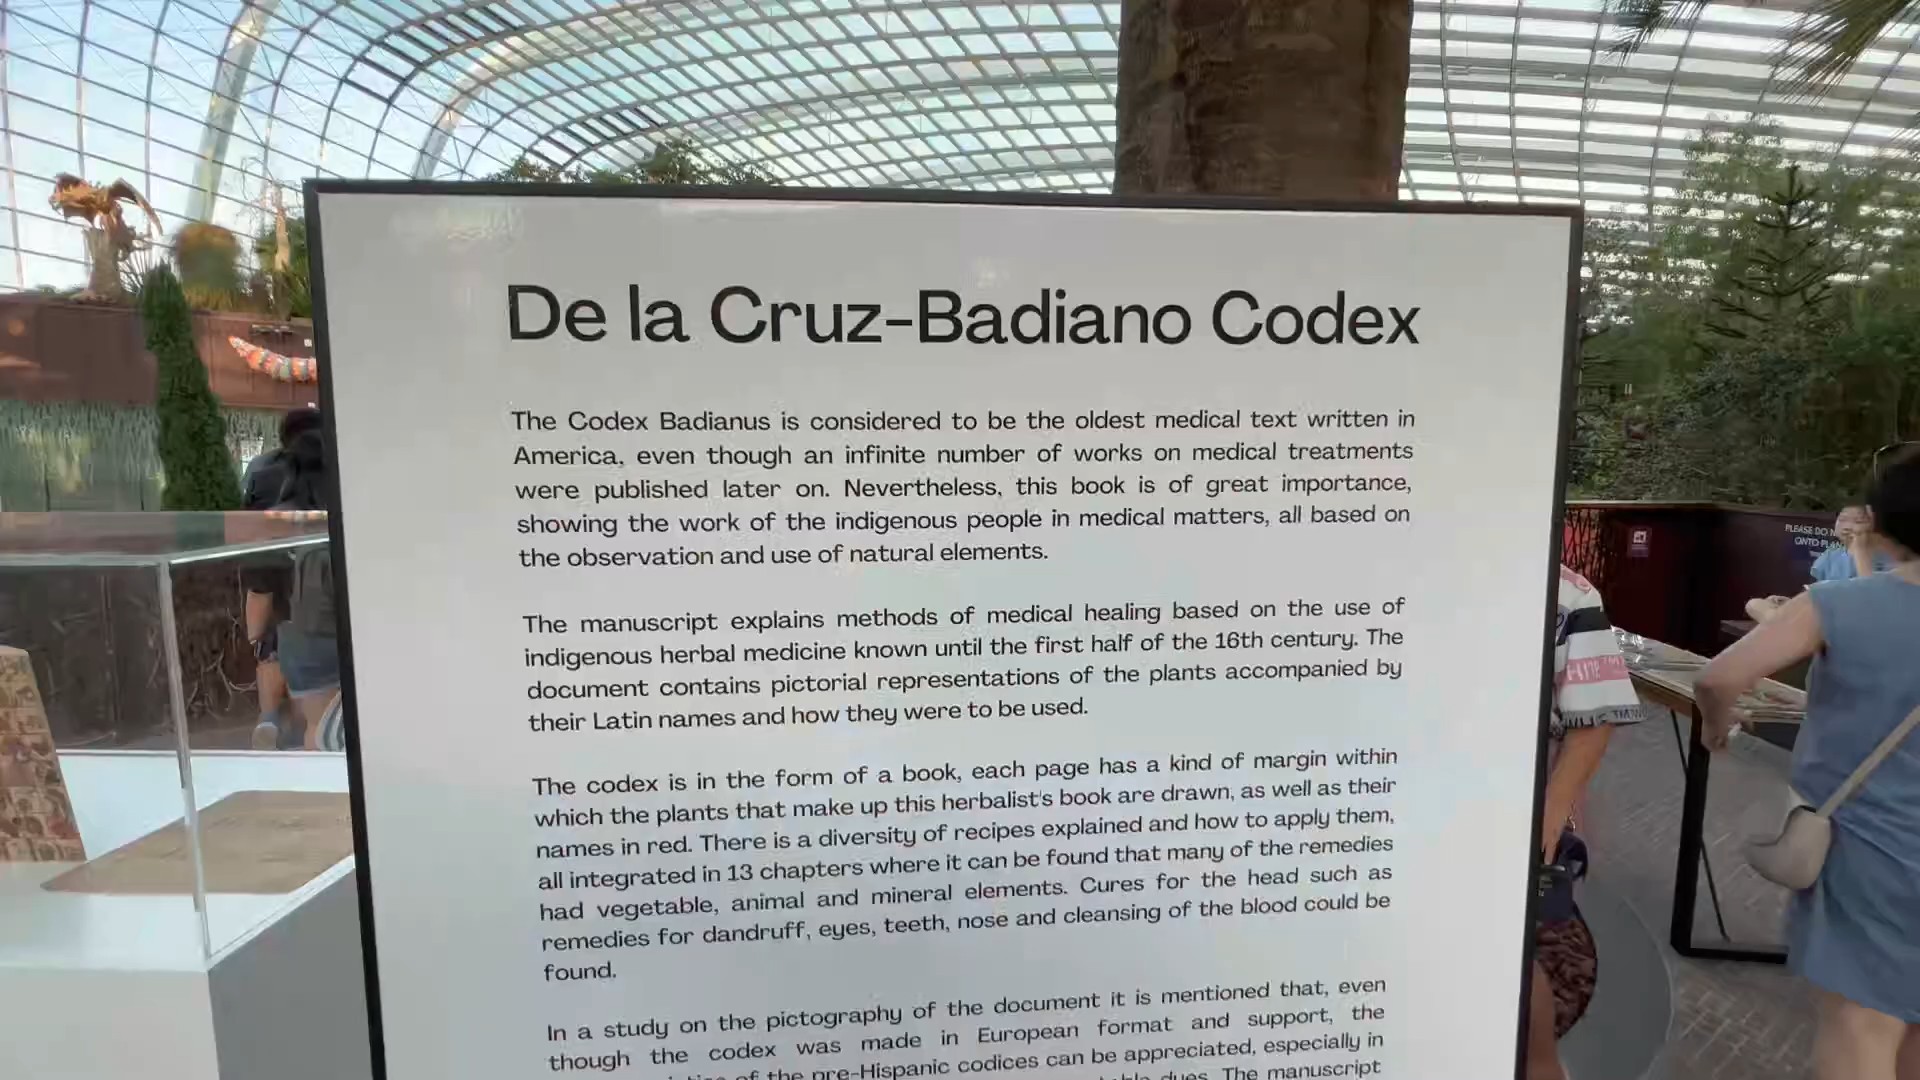 De la Cruz-Badiano Codex
The Codex Badianus is considered to be the oldest medical text written in
America, even though an infinite number of works on medical treatments
were published later on. Nevertheless, this book is of great importance,
showing the work of the indigenous people in medical matters, all based on
the observation and use of natural elements.
The manuscript explains methods of medical healing based on the use of
indigenous herbal medicine known until the first half of the 16th century. The
document contains pictorial representations of the plants accompanied by
their Latin names and how they were to be used.
The codex is in the form of a book, each page has a kind of margin within
which the plants that make up this herbalist's book are drawn, as well as their
names in red. There is a diversity of recipes explained and how to apply them,
all integrated in 13 chapters where it can be found that many of the remedies
had vegetable, animal and mineral elements. Cures for the head such as
remedies for dandruff, eyes, teeth, nose and cleansing of the blood could be
found.
In a study on the pictography of the document it is mentioned that, even
though the codex was made in European format and support, the
of the pre-Hispanic codices can be appreciated, especially in
dyes. The manuscript
PLEASE DO
ONTO